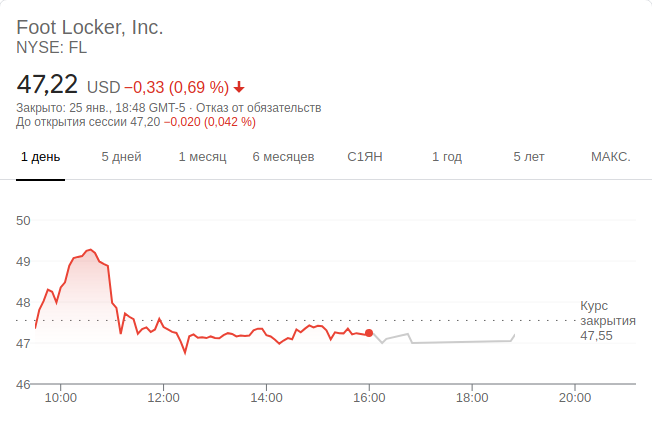 Foot Locker, Inc.
NYSE: FL
47,22 USD −0,33 (0,69 %)
Закрыто: 25 янв., 18:48 GMT-5 · Отказ от обязательств
До открытия сессии 47,20 −0,020 (0,042 %)
1 день 5 дней 1 месяц 6 месяцев С1ЯН 1 год 5 лет МАКС.
50
49
48
Курс
закрытия
47,55
47
46
10:00 12:00 14:00 16:00 18:00 20:00